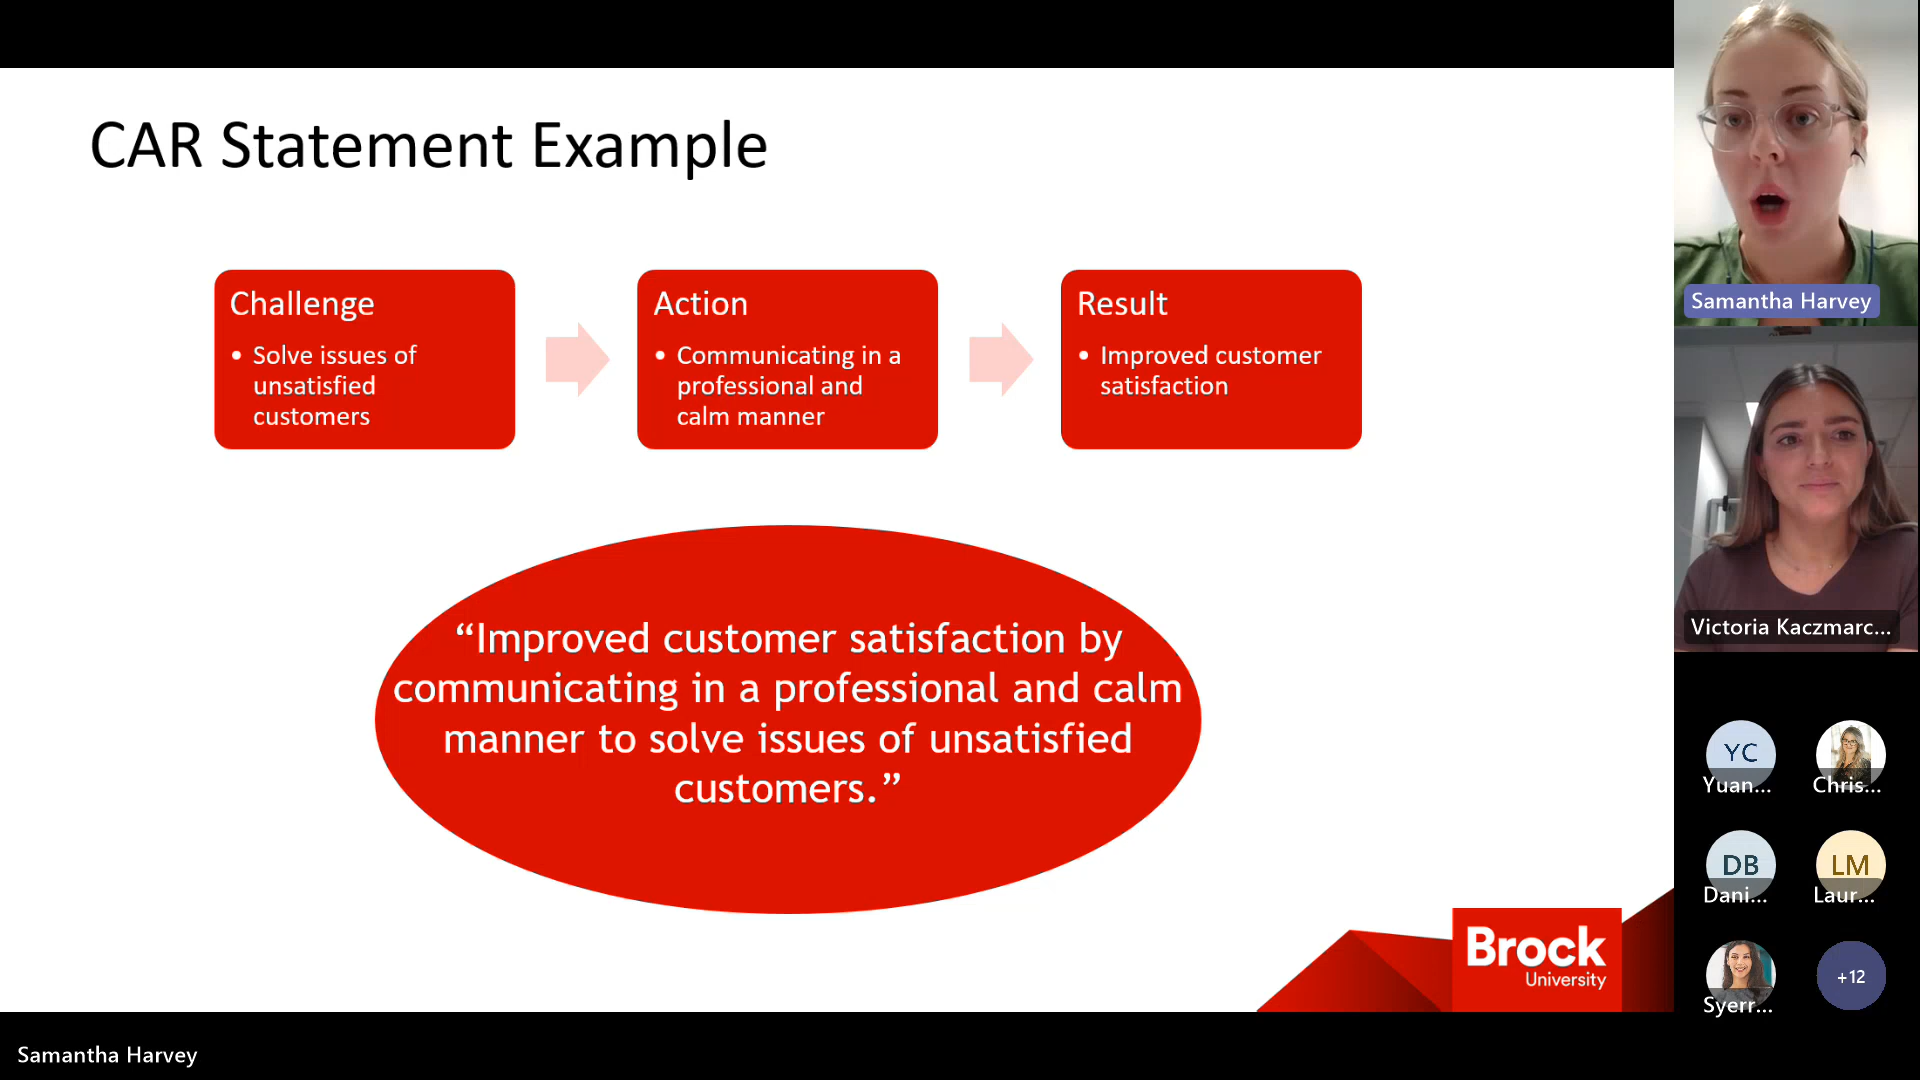 CAR Statement Example
Challenge
• Solve issues of
unsatisfied
customers
Action
• Communicating in a
professional and
calm manner
Result
• Improved customer
satisfaction
“Improved customer satisfaction by
communicating in a professional and calm
manner to solve issues of unsatisfied
customers.”
Brock
University
Samantha Harvey
Samantha Harvey
Victoria Kaczmarc...
YC
Yuan...
Chris...
DB
Dani...
LM
Laur...
Syerr...
+12